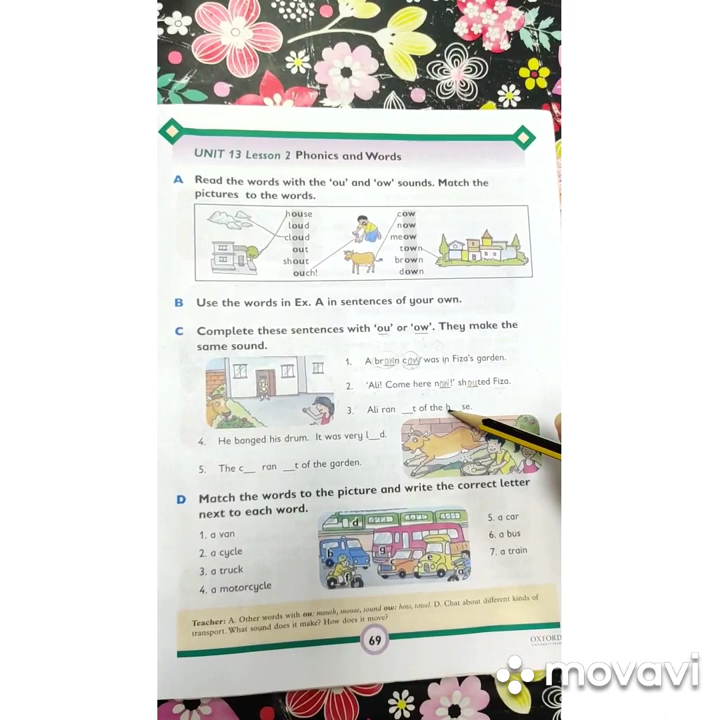 UNIT 13 Lesson 2 Phonics and Words
A Read the words with the 'ou' and 'ow' sounds. Match the
pictures to the words.
house
loud
cloud
out
shout
ouch!
cow
now
meow
town
brown
down
B Use the words in Ex. A in sentences of your own.
C Complete these sentences with 'ou' or 'ow'. They make the
same sound.
1. A brown cow was in Fiza's garden.
2. 'Ali! Come here now!' shouted Fiza.
3. Ali ran __t of the h__se.
4. He banged his drum. It was very l__d.
5. The c__ ran __t of the garden.
D Match the words to the picture and write the correct letter
next to each word.
1. a van
2. a cycle
3. a truck
4. a motorcycle
d
b
g
e
f
a
5. a car
6. a bus
7. a train
Teacher: A. Other words with ou: mouth, mouse, sound ow: how, towel. D. Chat about different kinds of
transport. What sound does it make? How does it move?
69
OXFORD
movavi